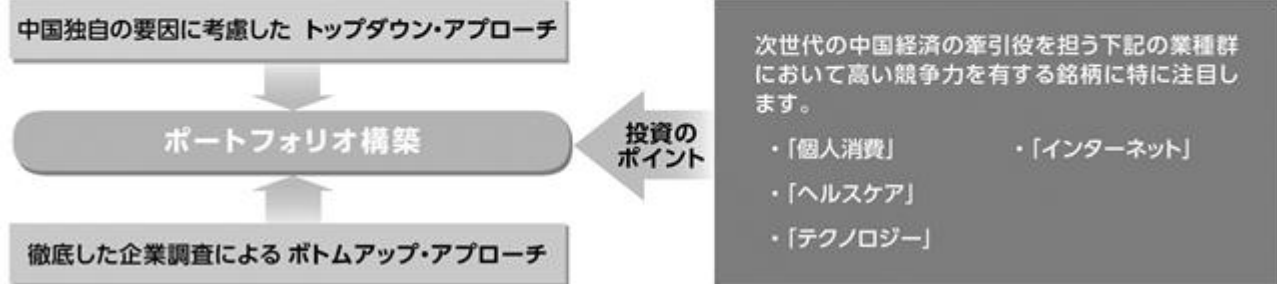 中国独自の要因に考慮した トップダウン・アプローチ
ポートフォリオ構築
徹底した企業調査による ボトムアップ・アプローチ
投資の
ポイント
次世代の中国経済の牽引役を担う下記の業種群
において高い競争力を有する銘柄に特に注目し
ます。
・「個人消費」 ・「インターネット」
・「ヘルスケア」
・「テクノロジー」